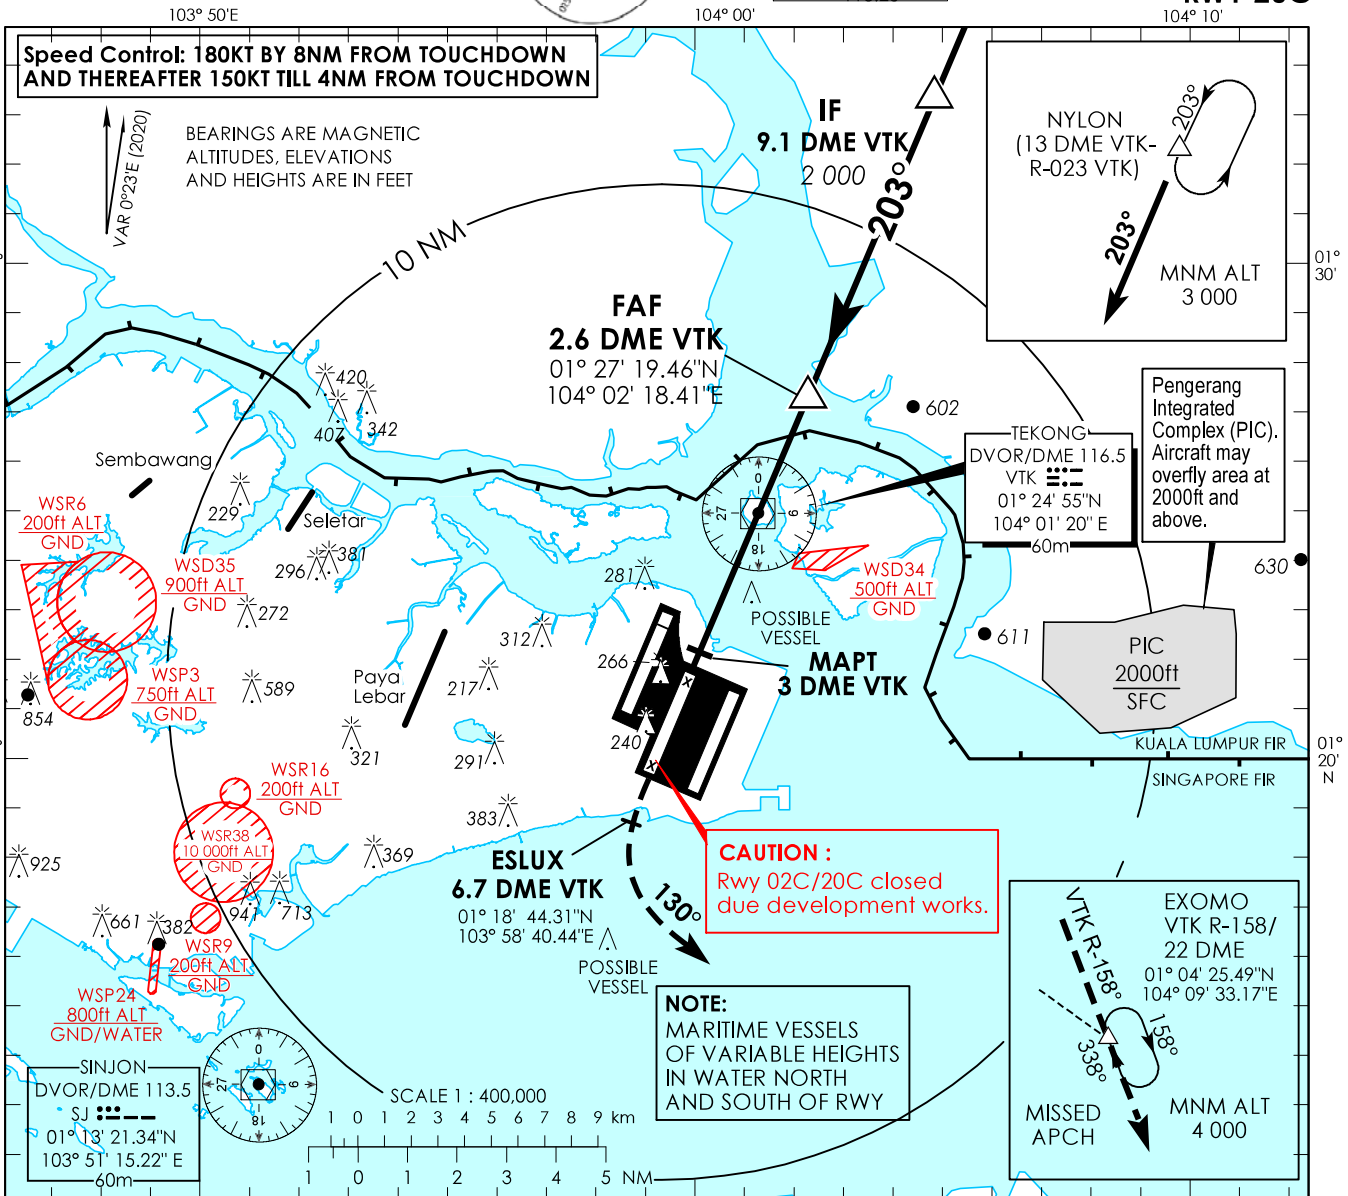 103° 50'E
104° 00'
104° 10'
Speed Control: 180KT BY 8NM FROM TOUCHDOWN
AND THEREAFTER 150KT TILL 4NM FROM TOUCHDOWN
VAR 0°23'E (2020)
BEARINGS ARE MAGNETIC
ALTITUDES, ELEVATIONS
AND HEIGHTS ARE IN FEET
IF
9.1 DME VTK
2 000
203°
NYLON
(13 DME VTK-
R-023 VTK)
203°
203°
MNM ALT
3 000
10 NM
01°
30'
FAF
2.6 DME VTK
01° 27' 19.46"N
104° 02' 18.41"E
420
407
342
602
Pengerang
Integrated
Complex (PIC).
Aircraft may
overfly area at
2000ft and
above.
TEKONG
DVOR/DME 116.5
VTK
01° 24' 55"N
104° 01' 20" E
60m
Sembawang
229
Seletar
0
9
18
27
WSR6
200ft ALT
GND
WSD35
900ft ALT
GND
296
381
281
272
312
POSSIBLE
VESSEL
WSD34
500ft ALT
GND
630
611
PIC
2000ft
SFC
WSP3
750ft ALT
GND
854
589
Paya
Lebar
217
266
MAPT
3 DME VTK
321
291
240
X
X
KUALA LUMPUR FIR
SINGAPORE FIR
01°
20'
N
WSR16
200ft ALT
GND
383
WSR38
10 000ft ALT
GND
369
925
941
713
ESLUX
6.7 DME VTK
01° 18' 44.31"N
103° 58' 40.44"E
130°
POSSIBLE
VESSEL
CAUTION :
Rwy 02C/20C closed
due development works.
661
382
WSR9
200ft ALT
GND
WSP24
800ft ALT
GND/WATER
NOTE:
MARITIME VESSELS
OF VARIABLE HEIGHTS
IN WATER NORTH
AND SOUTH OF RWY
VTK R-158°
EXOMO
VTK R-158/
22 DME
01° 04' 25.49"N
104° 09' 33.17"E
158°
338°
MISSED
APCH
MNM ALT
4 000
SINJON
DVOR/DME 113.5
SJ
01° 13' 21.34"N
103° 51' 15.22" E
60m
0
9
18
27
SCALE 1 : 400,000
1 0 1 2 3 4 5 6 7 8 9 km
1 0 1 2 3 4 5 NM